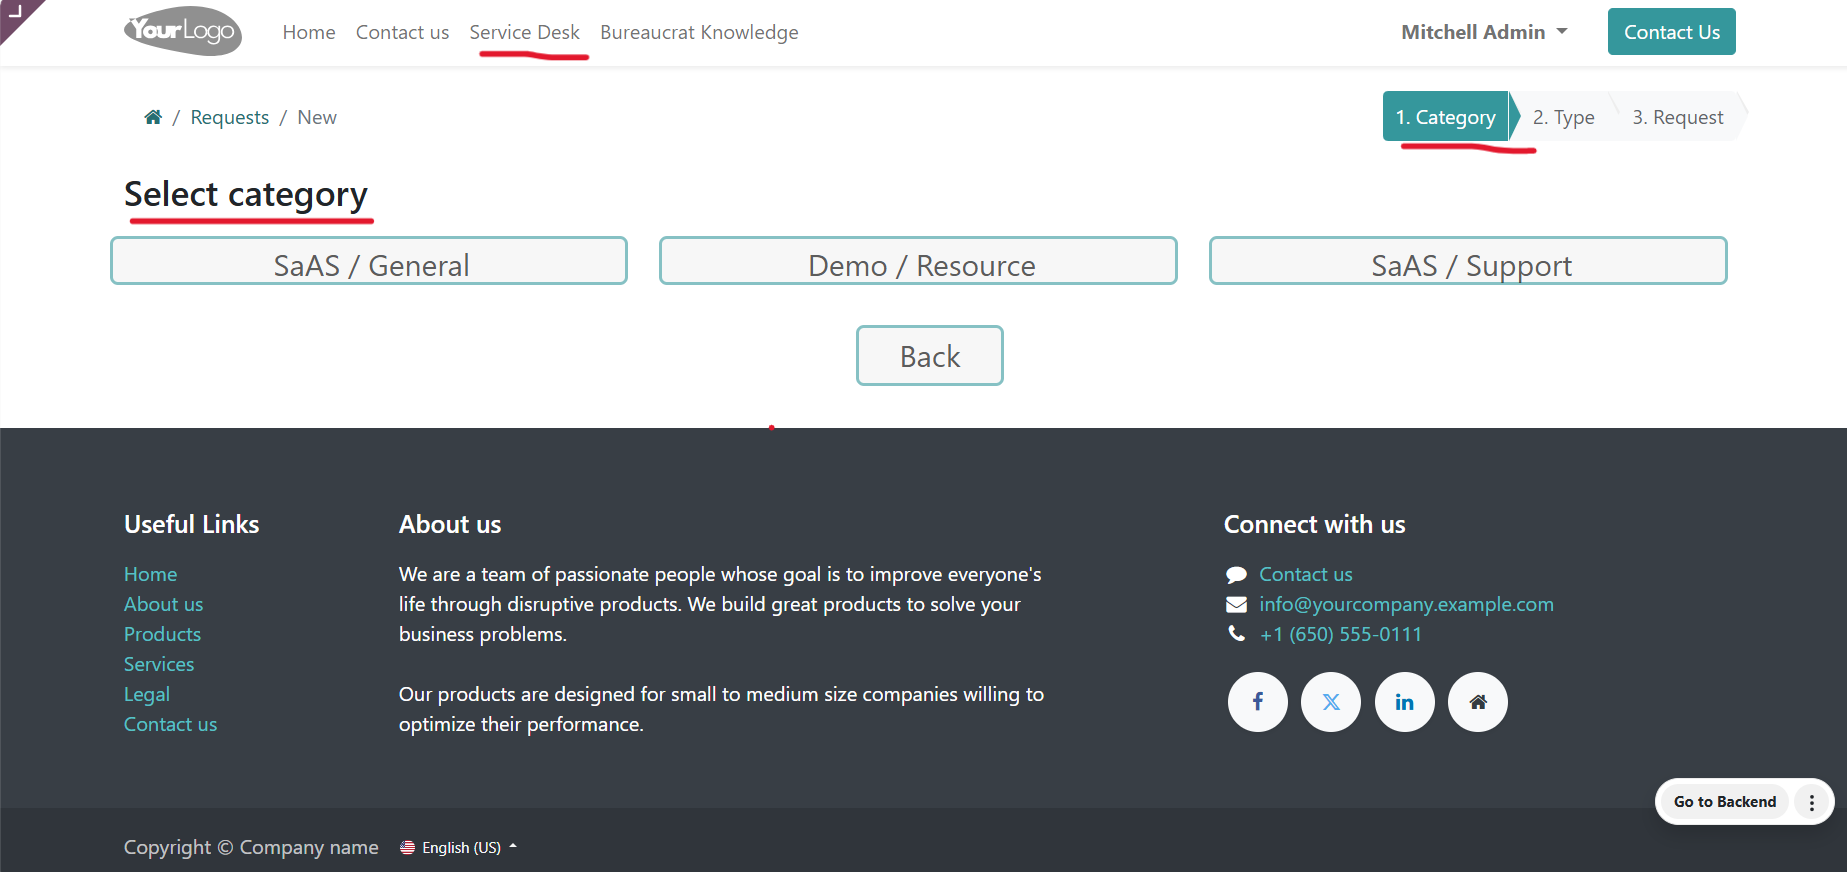 YourLogo Home Contact us Service Desk Bureaucrat Knowledge Mitchell Admin Contact Us
/ Requests / New 1. Category 2. Type 3. Request
Select category
SaAS / General Demo / Resource SaAS / Support
Back
Useful Links
Home
About us
Products
Services
Legal
Contact us
About us
We are a team of passionate people whose goal is to improve everyone's
life through disruptive products. We build great products to solve your
business problems.
Our products are designed for small to medium size companies willing to
optimize their performance.
Connect with us
Contact us
info@yourcompany.example.com
+1 (650) 555-0111
Go to Backend
Copyright © Company name English (US)